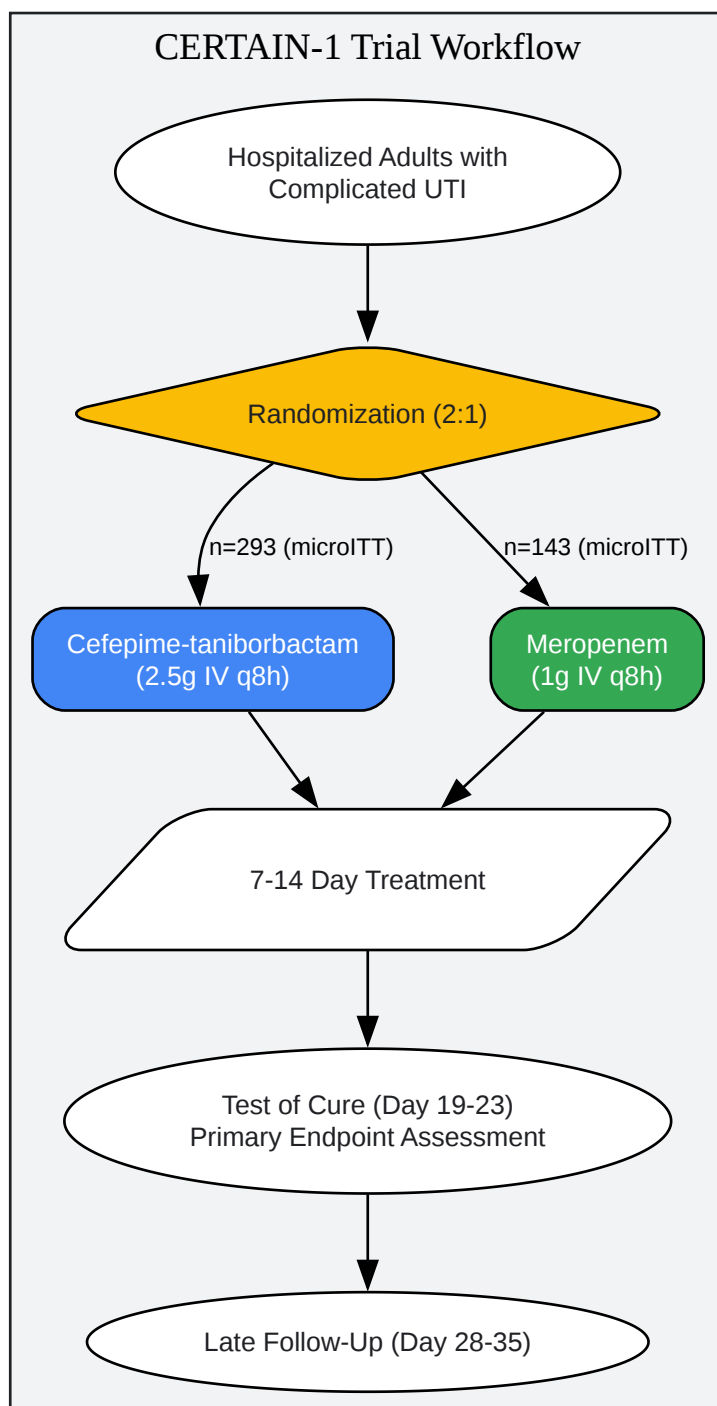 CERTAIN-1 Trial Workflow
Hospitalized Adults with
Complicated UTI
Randomization (2:1)
n=293 (microITT)
n=143 (microITT)
Cefepime-taniborbactam
(2.5g IV q8h)
Meropenem
(1g IV q8h)
7-14 Day Treatment
Test of Cure (Day 19-23)
Primary Endpoint Assessment
Late Follow-Up (Day 28-35)